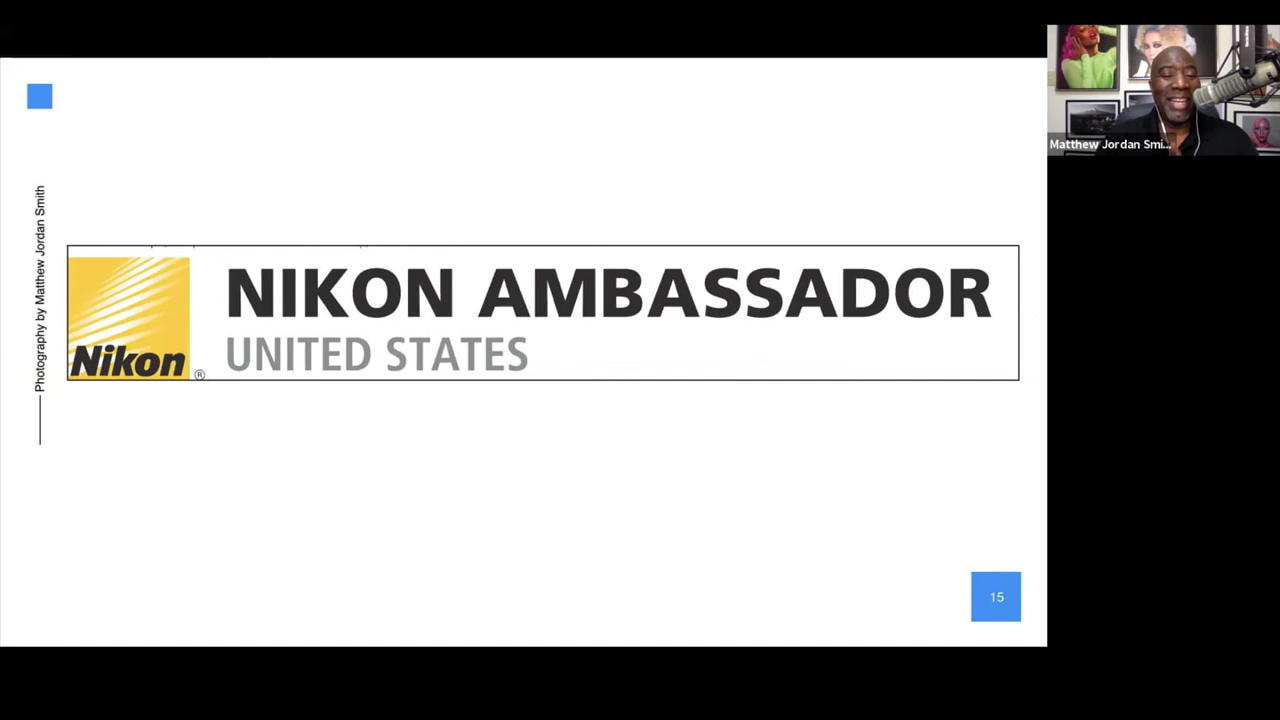 Photography by Matthew Jordan Smith
NIKON AMBASSADOR
UNITED STATES
Nikon
®
15
Matthew Jordan Smi...